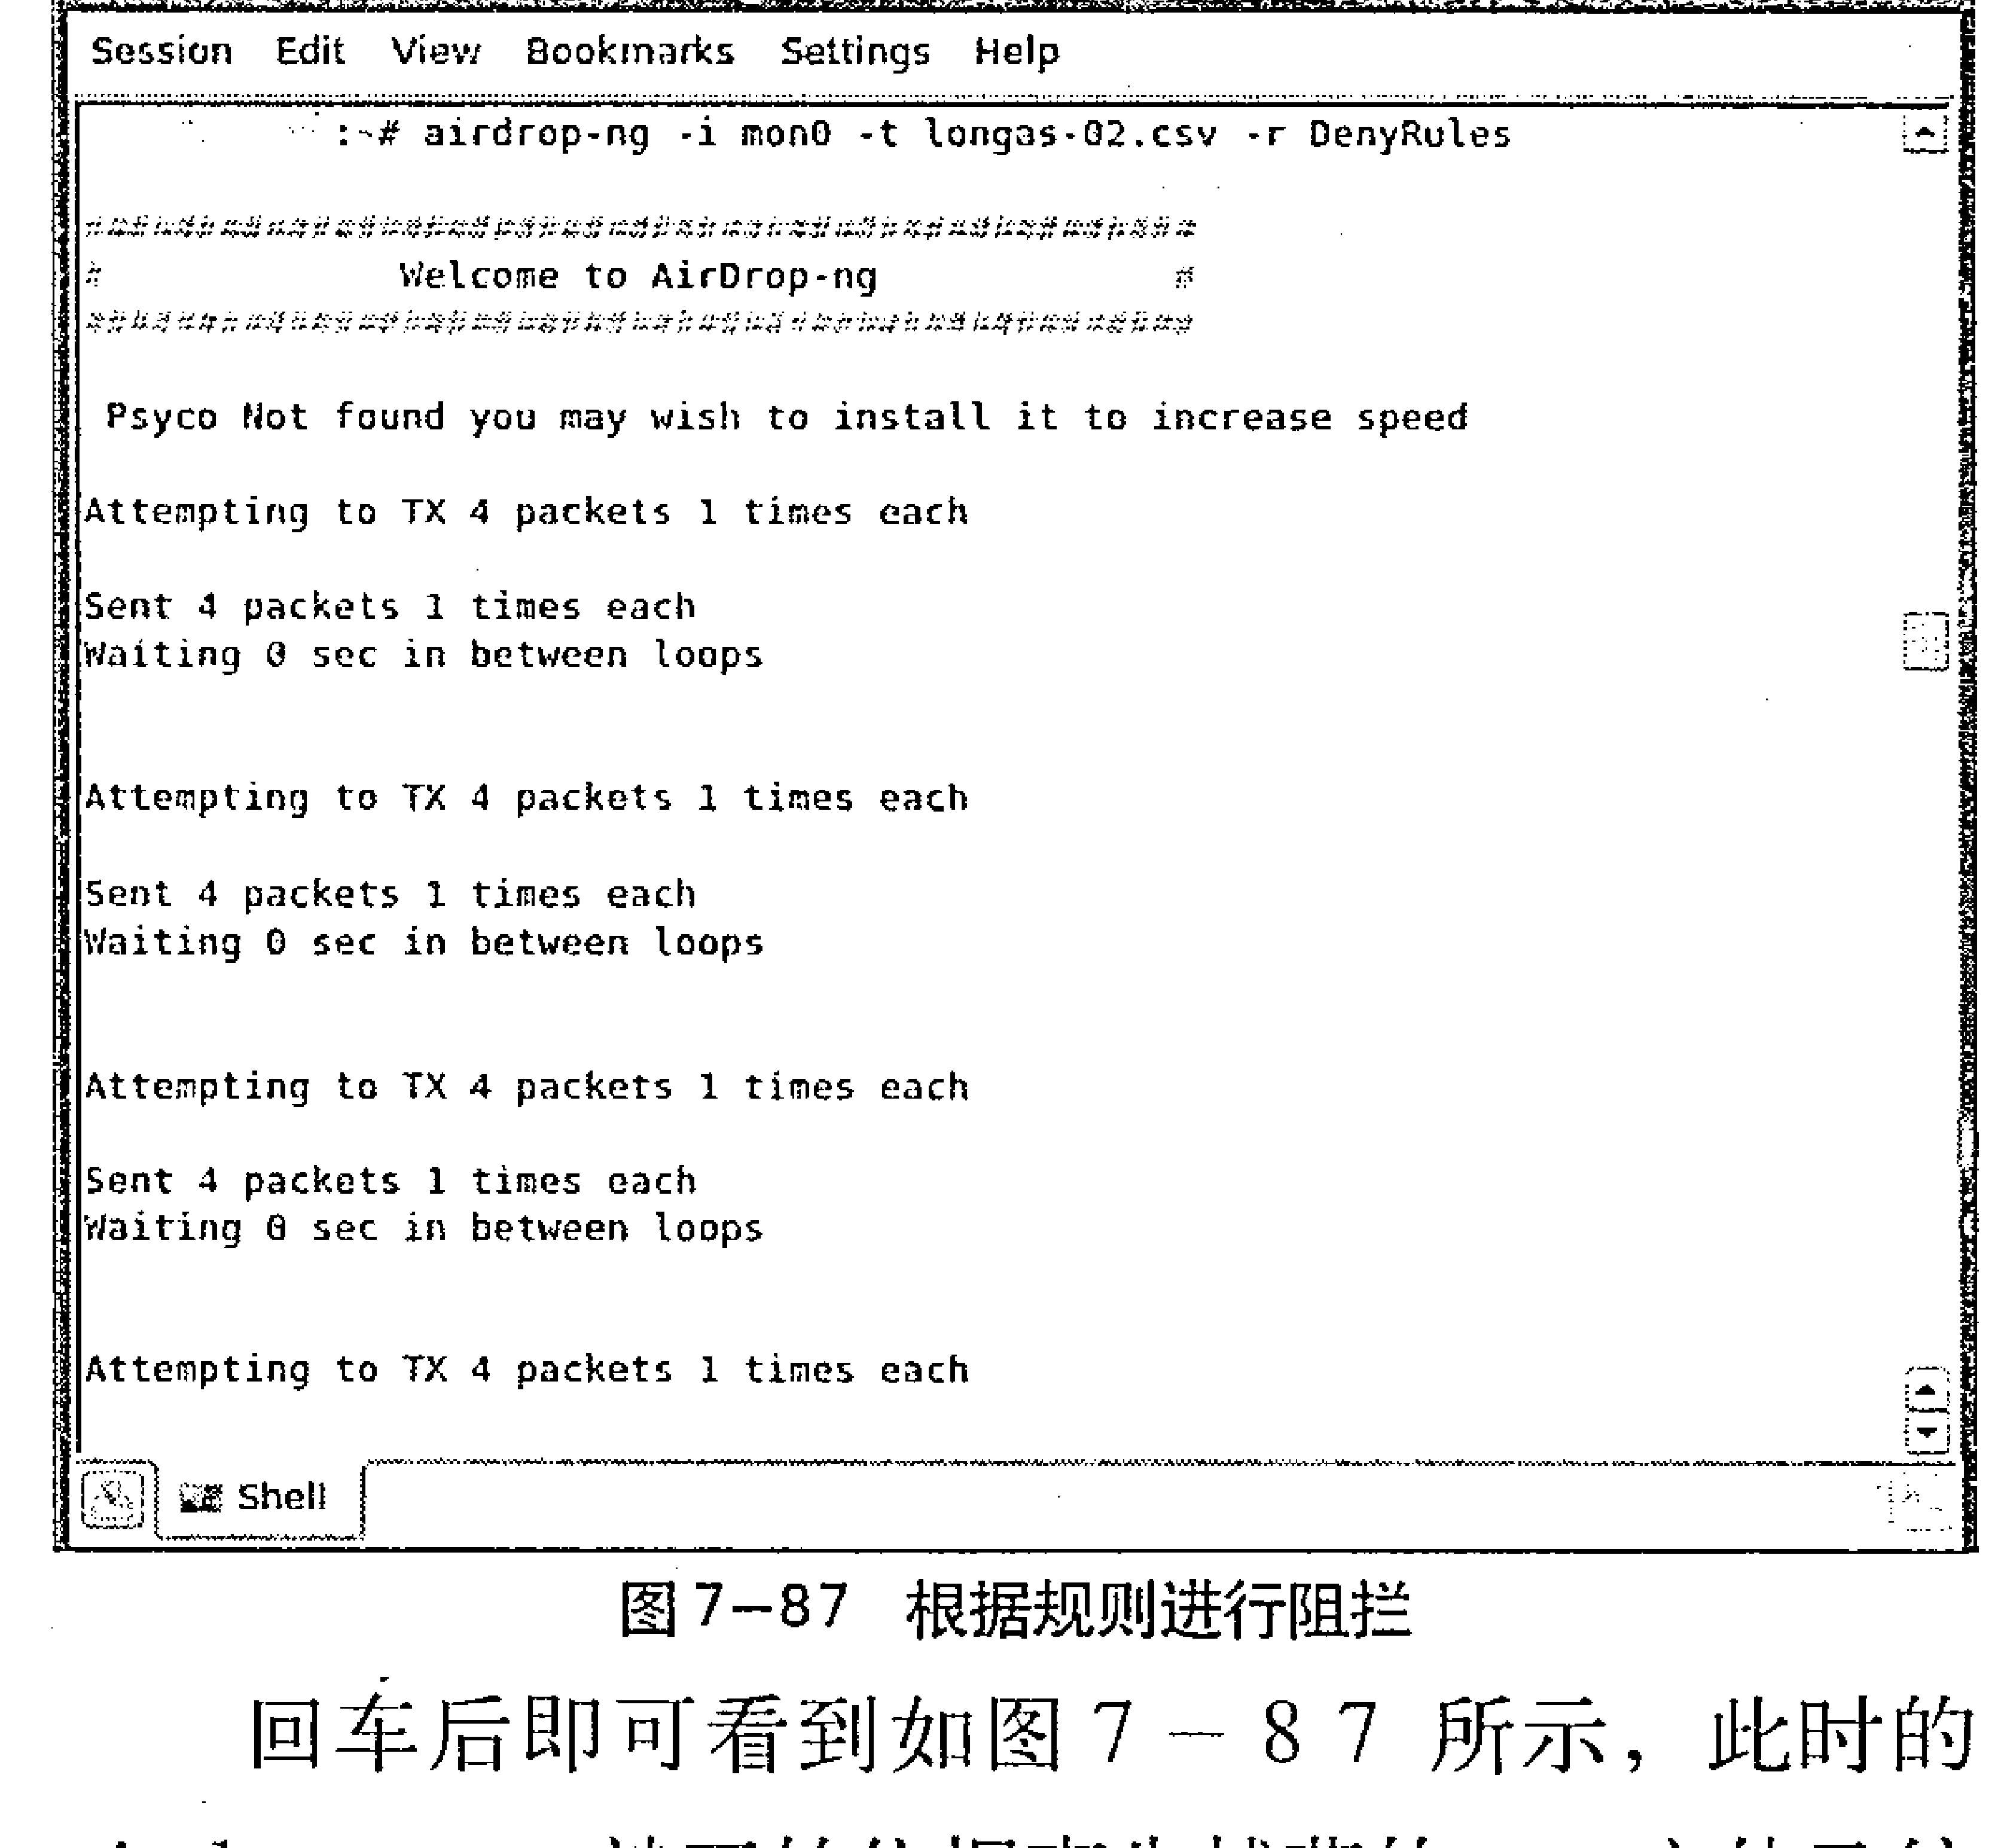 Session Edit View Bookmarks Settings Help
:~# airdrop-ng -i mon0 -t longas-02.csv -r DenyRules
# Welcome to AirDrop-ng #
Psyco Not found you may wish to install it to increase speed
Attempting to TX 4 packets 1 times each
Sent 4 packets 1 times each
Waiting 0 sec in between loops
Attempting to TX 4 packets 1 times each
Sent 4 packets 1 times each
Waiting 0 sec in between loops
Attempting to TX 4 packets 1 times each
Sent 4 packets 1 times each
Waiting 0 sec in between loops
Attempting to TX 4 packets 1 times each
Shell
图 7-87 根据规则进行阻拦
回车后即可看到如图 7-87 所示，此时的